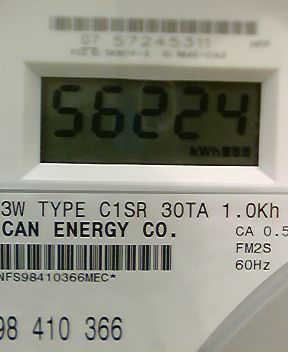 07 57245311
56224
kWh
3W TYPE C1SR 30TA 1.0Kh
CAN ENERGY CO.
CA 0.5
FM2S
60Hz
NFS98410366MEC*
98 410 366